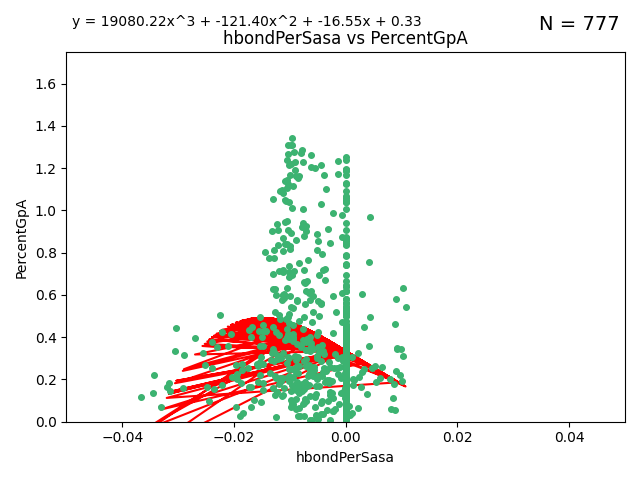 y = 19080.22x^3 + -121.40x^2 + -16.55x + 0.33
N = 777
hbondPerSasa vs PercentGpA
1.6
1.4
1.2
1.0
0.8
0.6
0.4
0.2
0.0
PercentGpA
−0.04 −0.02 0.00 0.02 0.04
hbondPerSasa